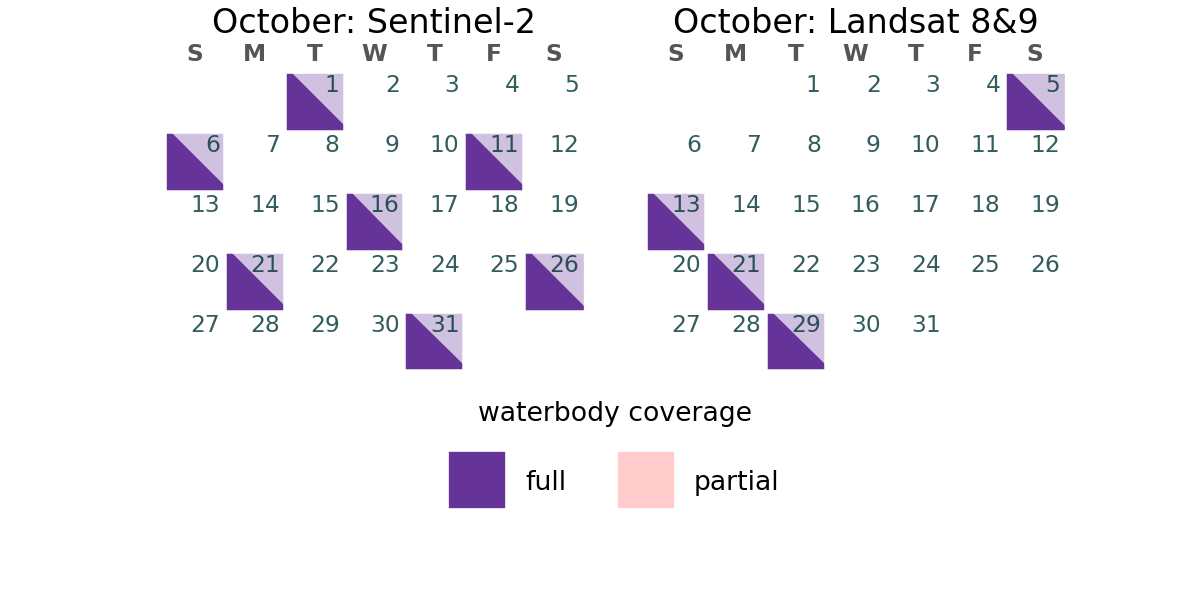 October: Sentinel-2
S M T W T F S
1 2 3 4 5
6 7 8 9 10 11 12
13 14 15 16 17 18 19
20 21 22 23 24 25 26
27 28 29 30 31
October: Landsat 8&9
S M T W T F S
1 2 3 4 5
6 7 8 9 10 11 12
13 14 15 16 17 18 19
20 21 22 23 24 25 26
27 28 29 30 31
waterbody coverage
full partial